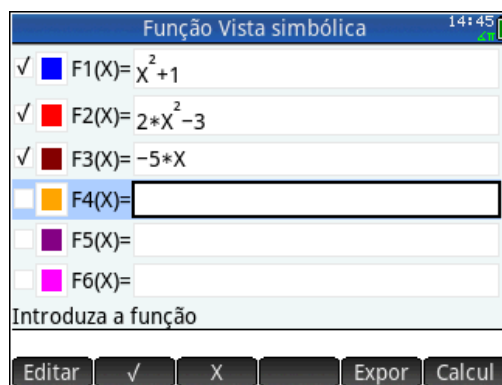 Função Vista simbólica 14:45
∡π
√ F1(X)= X²+1
√ F2(X)= 2*X²−3
√ F3(X)= −5*X
F4(X)=
F5(X)=
F6(X)=
Introduza a função
Editar √ X Expor Calcul